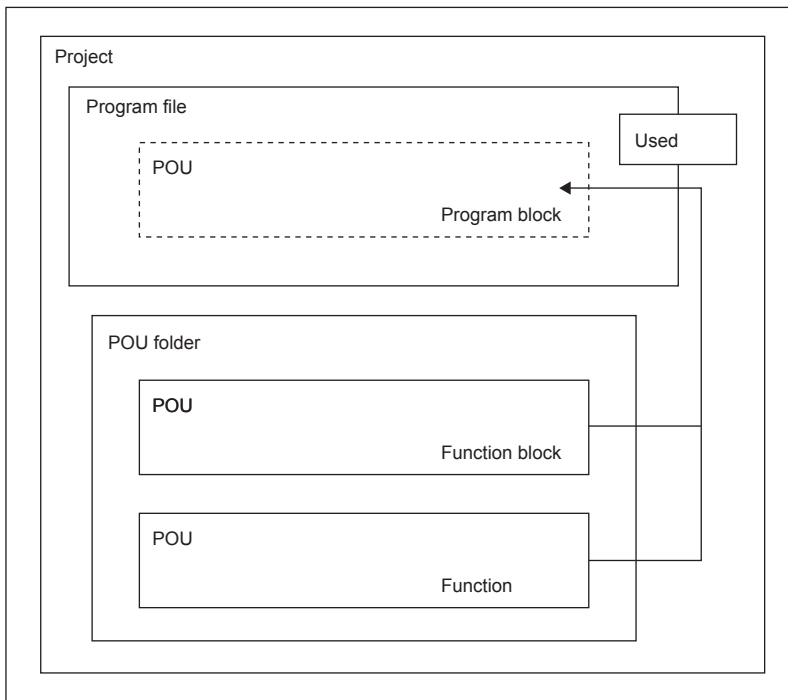 Project
Program file
Used
POU
Program block
POU folder
POU
Function block
POU
Function